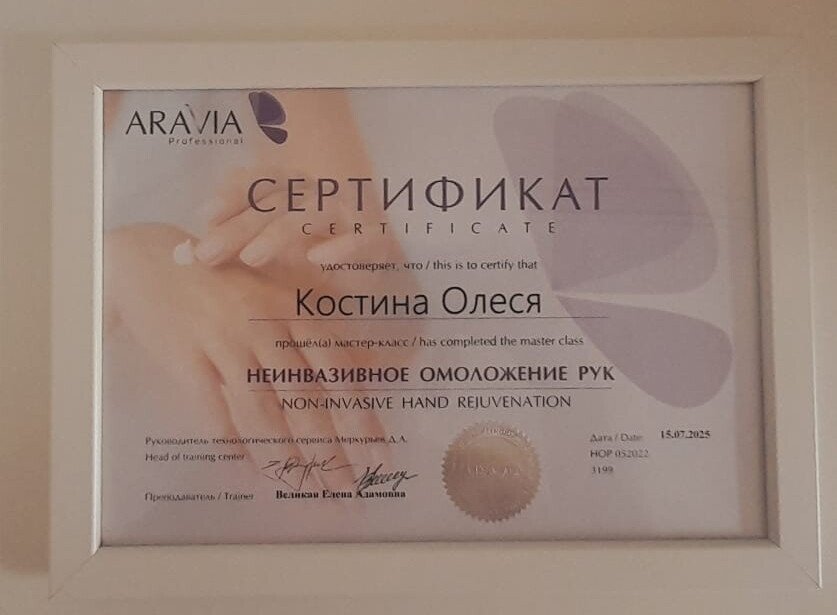 ARAVIA
Professional
СЕРТИФИКАТ
CERTIFICATE
удостоверяет, что / this is to certify that
Костина Олеся
прошёл(а) мастер-класс / has completed the master class
НЕИНВАЗИВНОЕ ОМОЛОЖЕНИЕ РУК
NON-INVASIVE HAND REJUVENATION
Руководитель технологического сервиса Меркурьев Д.А.
Head of training center
Преподаватель / Trainer Великая Елена Адамовна
Дата / Date: 15.07.2025
НОР 052022
3199